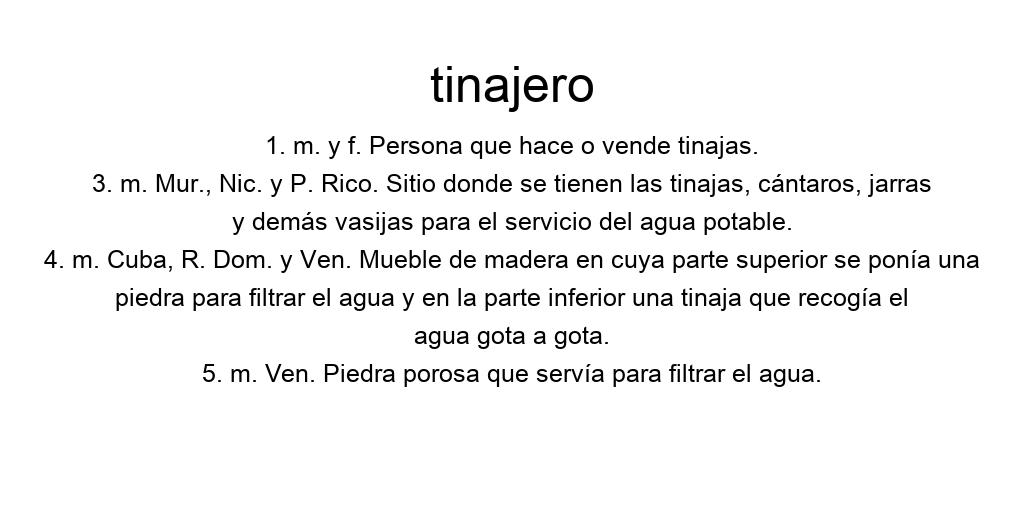 tinajero
1. m. y f. Persona que hace o vende tinajas.
3. m. Mur., Nic. y P. Rico. Sitio donde se tienen las tinajas, cántaros, jarras
y demás vasijas para el servicio del agua potable.
4. m. Cuba, R. Dom. y Ven. Mueble de madera en cuya parte superior se ponía una
piedra para filtrar el agua y en la parte inferior una tinaja que recogía el
agua gota a gota.
5. m. Ven. Piedra porosa que servía para filtrar el agua.